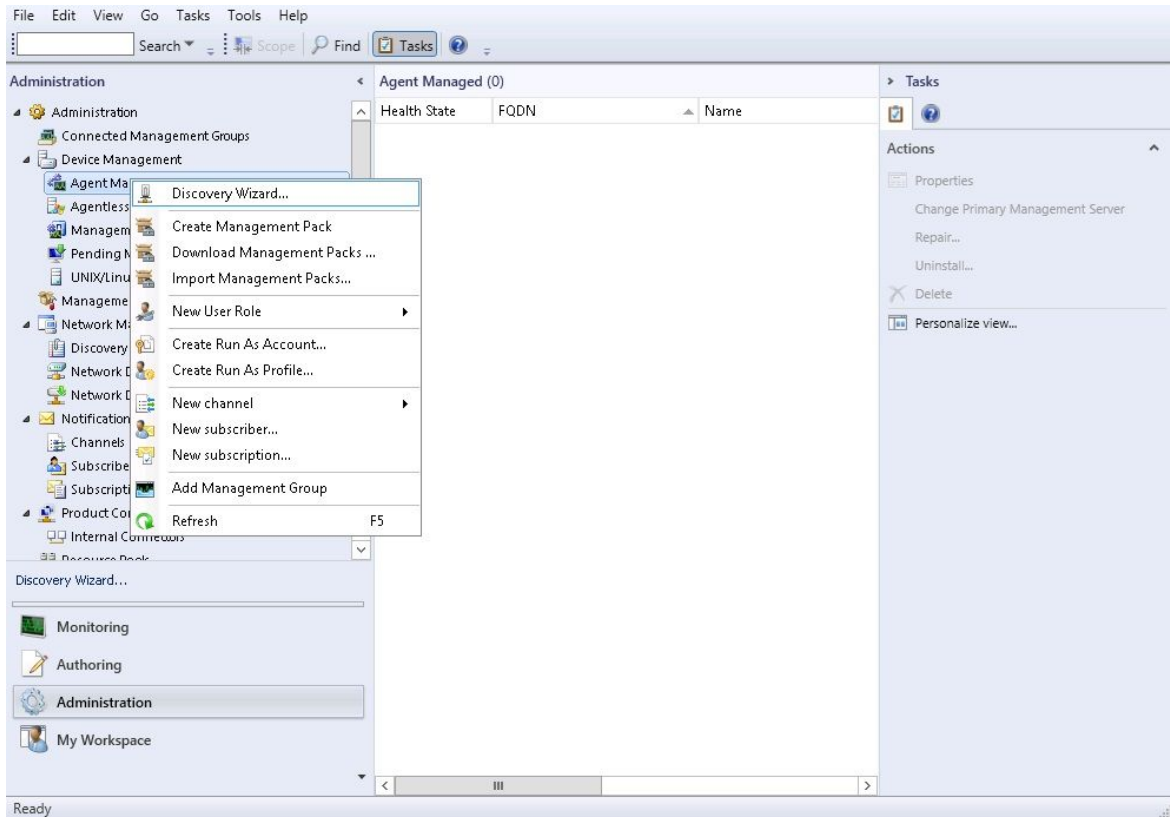 File Edit View Go Tasks Tools Help
Search Scope Find Tasks
Administration
Administration
Connected Management Groups
Device Management
Agent Ma
Agentless
Managem
Pending M
UNIX/Linu
Manageme
Network Ma
Discovery
Network D
Network D
Notification
Channels
Subscribe
Subscripti
Product Co
Internal Connectors
Resource Pools
Discovery Wizard...
Create Management Pack
Download Management Packs ...
Import Management Packs...
New User Role
Create Run As Account...
Create Run As Profile...
New channel
New subscriber...
New subscription...
Add Management Group
Refresh F5
Discovery Wizard...
Monitoring
Authoring
Administration
My Workspace
Agent Managed (0)
Health State FQDN Name
Tasks
Actions
Properties
Change Primary Management Server
Repair...
Uninstall...
Delete
Personalize view...
Ready